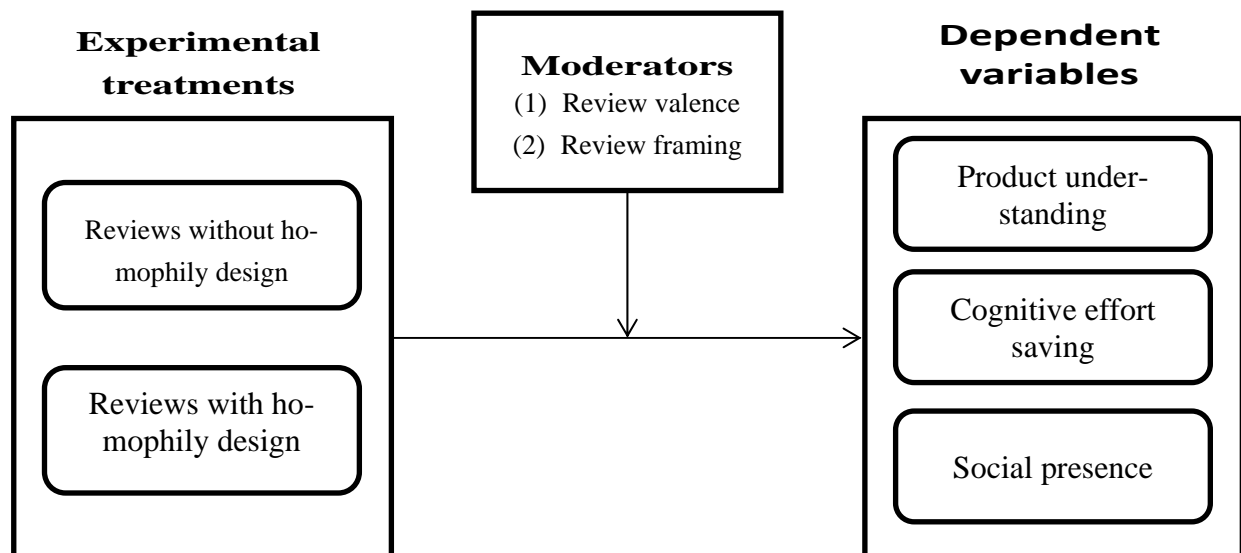 Experimental
treatments
Reviews without ho-
mophily design
Reviews with ho-
mophily design
Moderators
(1) Review valence
(2) Review framing
Dependent
variables
Product under-
standing
Cognitive effort
saving
Social presence